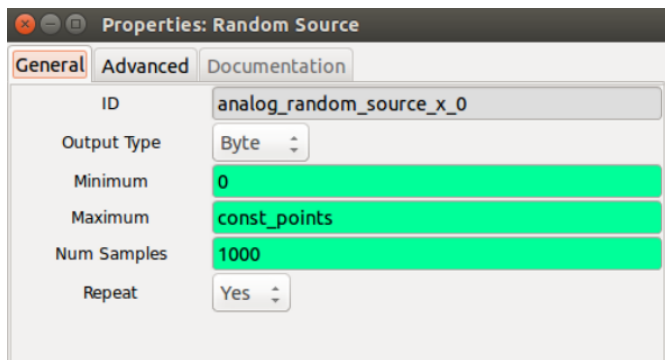 Properties: Random Source
General Advanced Documentation
ID analog_random_source_x_0
Output Type Byte
Minimum 0
Maximum const_points
Num Samples 1000
Repeat Yes